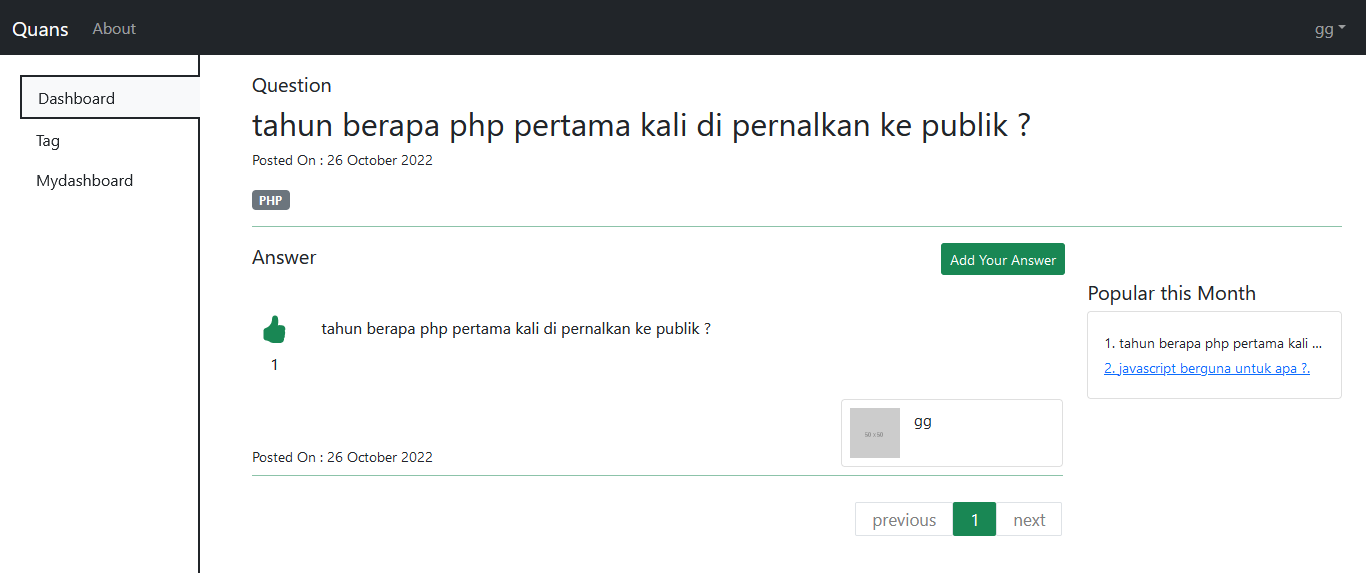 Quans About gg
Dashboard
Tag
Mydashboard
Question
tahun berapa php pertama kali di pernalkan ke publik ?
Posted On : 26 October 2022
PHP
Answer
Add Your Answer
tahun berapa php pertama kali di pernalkan ke publik ?
1
gg
60 x 60
Posted On : 26 October 2022
previous 1 next
Popular this Month
1. tahun berapa php pertama kali ...
2. javascript berguna untuk apa ?.